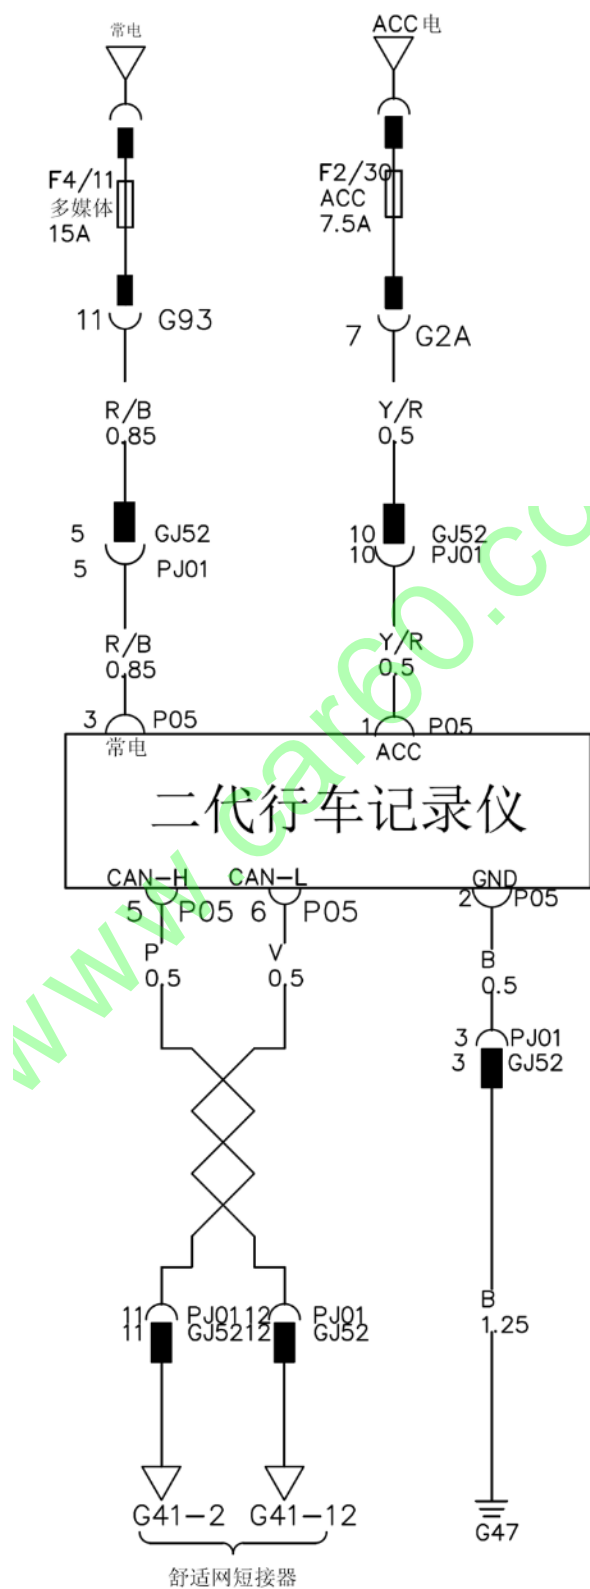 常电 ACC 电
F4/11 F2/30
多媒体 ACC
15A 7.5A
11 G93 7 G2A
R/B Y/R
0.85 0.5
5 GJ52 10 GJ52
5 PJ01 10 PJ01
R/B Y/R
0.85 0.5
3 P05 1 P05
常电 ACC
二代行车记录仪
CAN-H CAN-L GND
5 P05 6 P05 2 P05
P V B
0.5 0.5 0.5
3 PJ01
3 GJ52
11 PJ01 12 PJ01 B
11 GJ52 12 GJ52 1.25
G41-2 G41-12 G47
舒适网短接器
www.car60.co